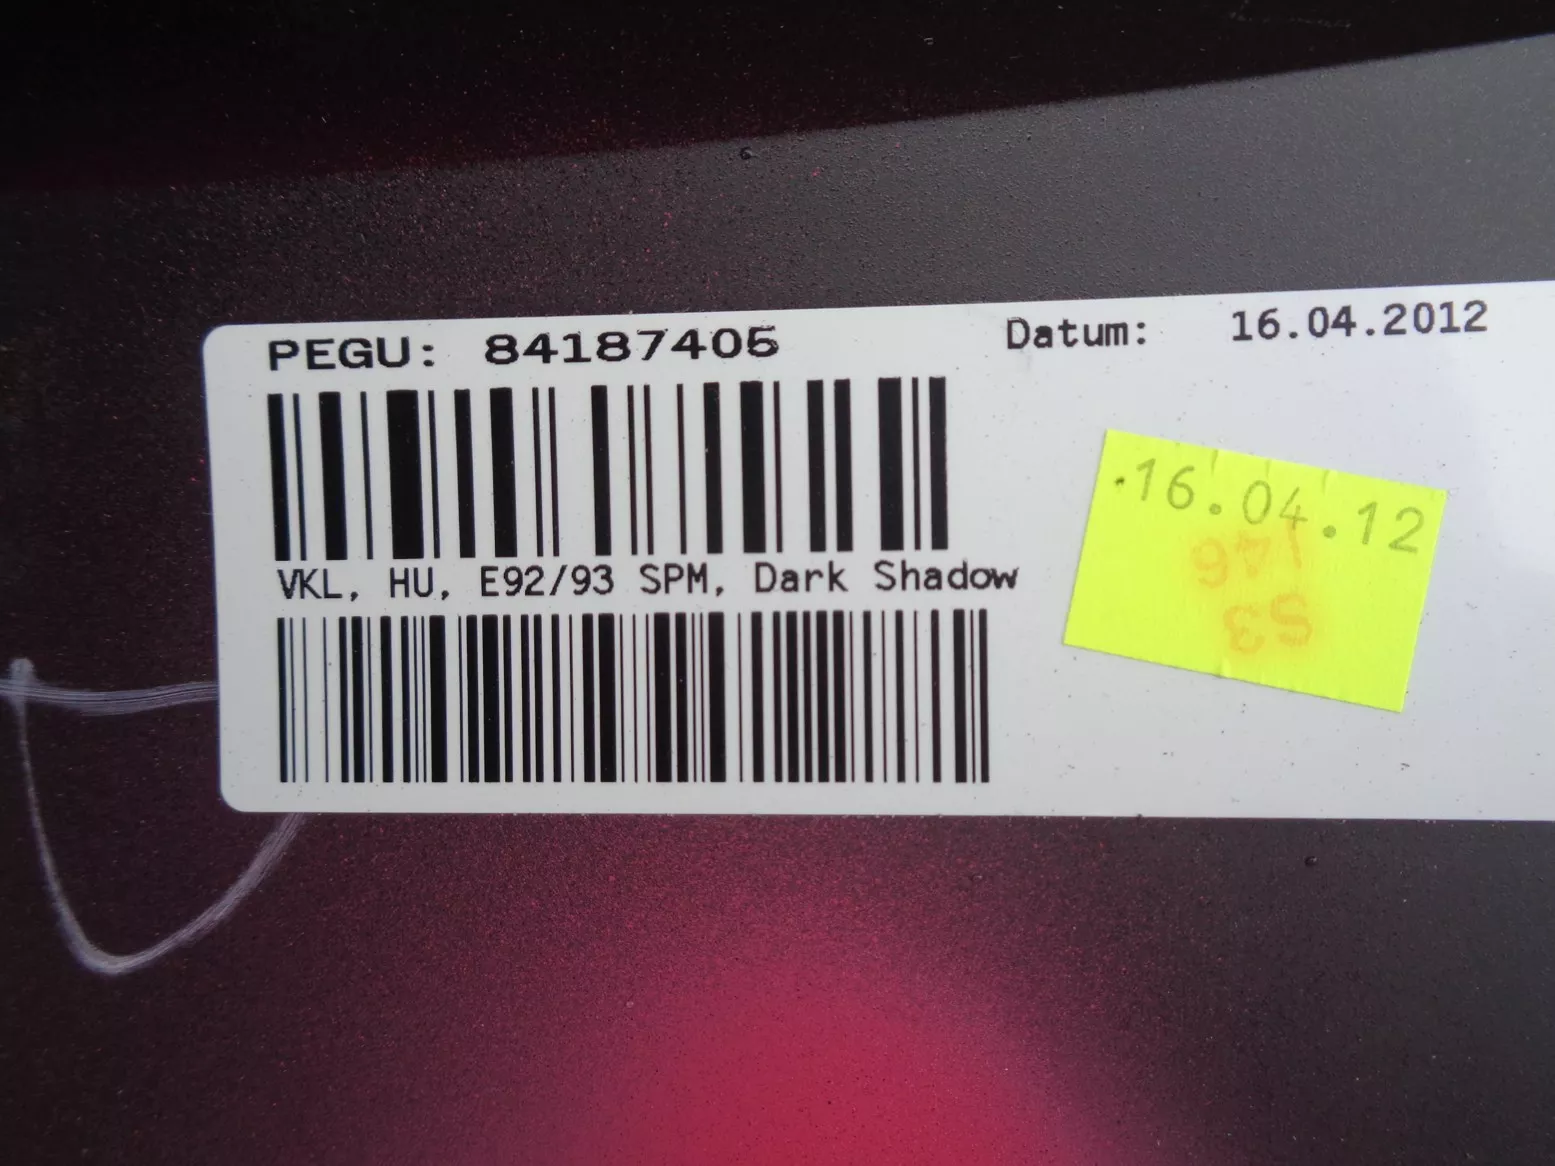 PEGU: 84187405 Datum: 16.04.2012
VKL, HU, E92/93 SPM, Dark Shadow
.16.04.12
146
S3